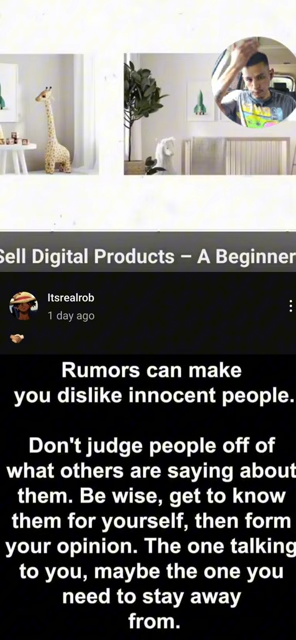 Sell Digital Products – A Beginner
Itsrealrob
1 day ago
Rumors can make
you dislike innocent people.
Don't judge people off of
what others are saying about
them. Be wise, get to know
them for yourself, then form
your opinion. The one talking
to you, maybe the one you
need to stay away
from.